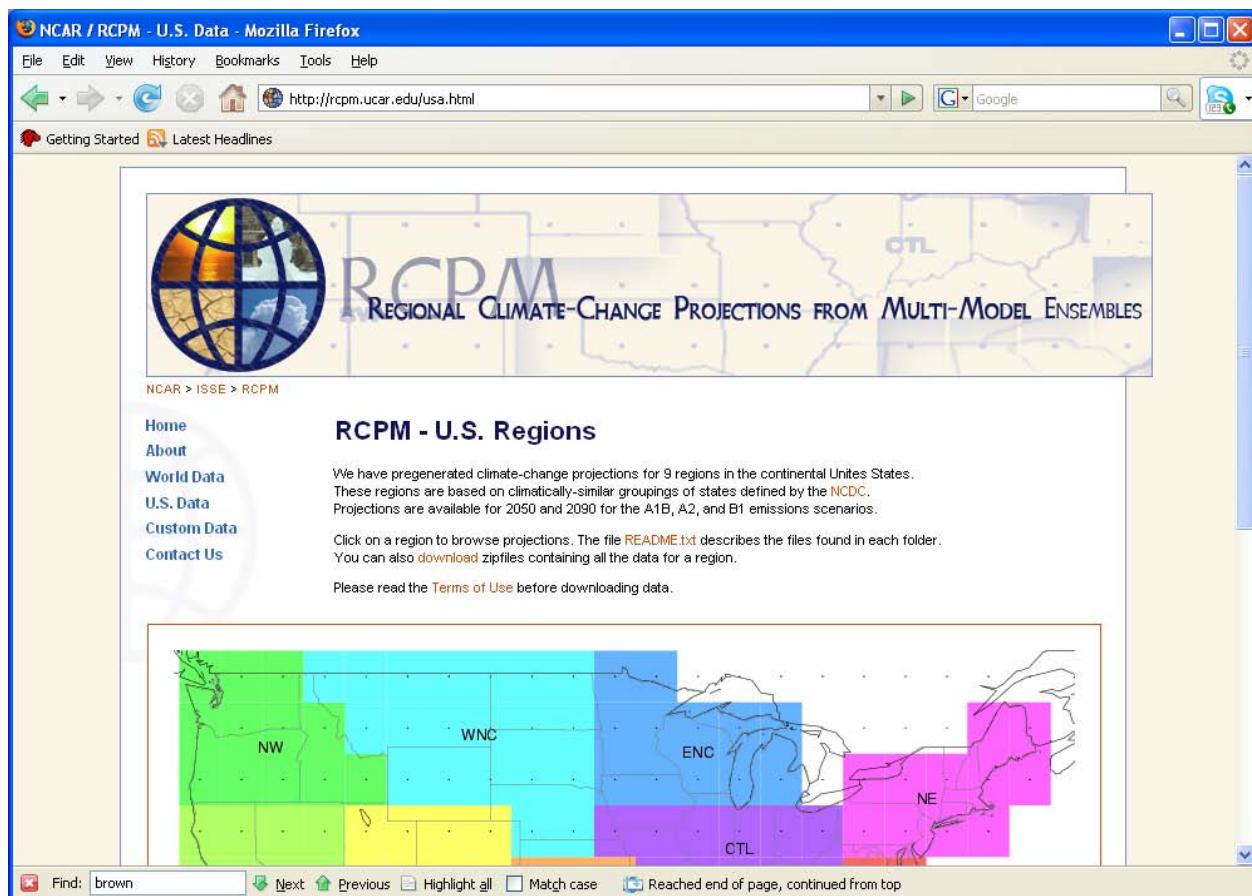 NCAR / RCPM - U.S. Data - Mozilla Firefox
File Edit View History Bookmarks Tools Help
http://rcpm.ucar.edu/usa.html
G Google
123
Getting Started Latest Headlines
CTL
RCPM
REGIONAL CLIMATE-CHANGE PROJECTIONS FROM MULTI-MODEL ENSEMBLES
NCAR > ISSE > RCPM
Home
About
World Data
U.S. Data
Custom Data
Contact Us
RCPM - U.S. Regions
We have pregenerated climate-change projections for 9 regions in the continental Unites States.
These regions are based on climatically-similar groupings of states defined by the NCDC.
Projections are available for 2050 and 2090 for the A1B, A2, and B1 emissions scenarios.
Click on a region to browse projections. The file README.txt describes the files found in each folder.
You can also download zipfiles containing all the data for a region.
Please read the Terms of Use before downloading data.
NW
WNC
ENC
NE
CTL
Find: brown Next Previous Highlight all Match case Reached end of page, continued from top